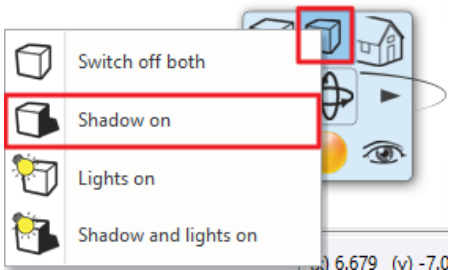 Switch off both
Shadow on
Lights on
Shadow and lights on
6.679 (y) -7.0